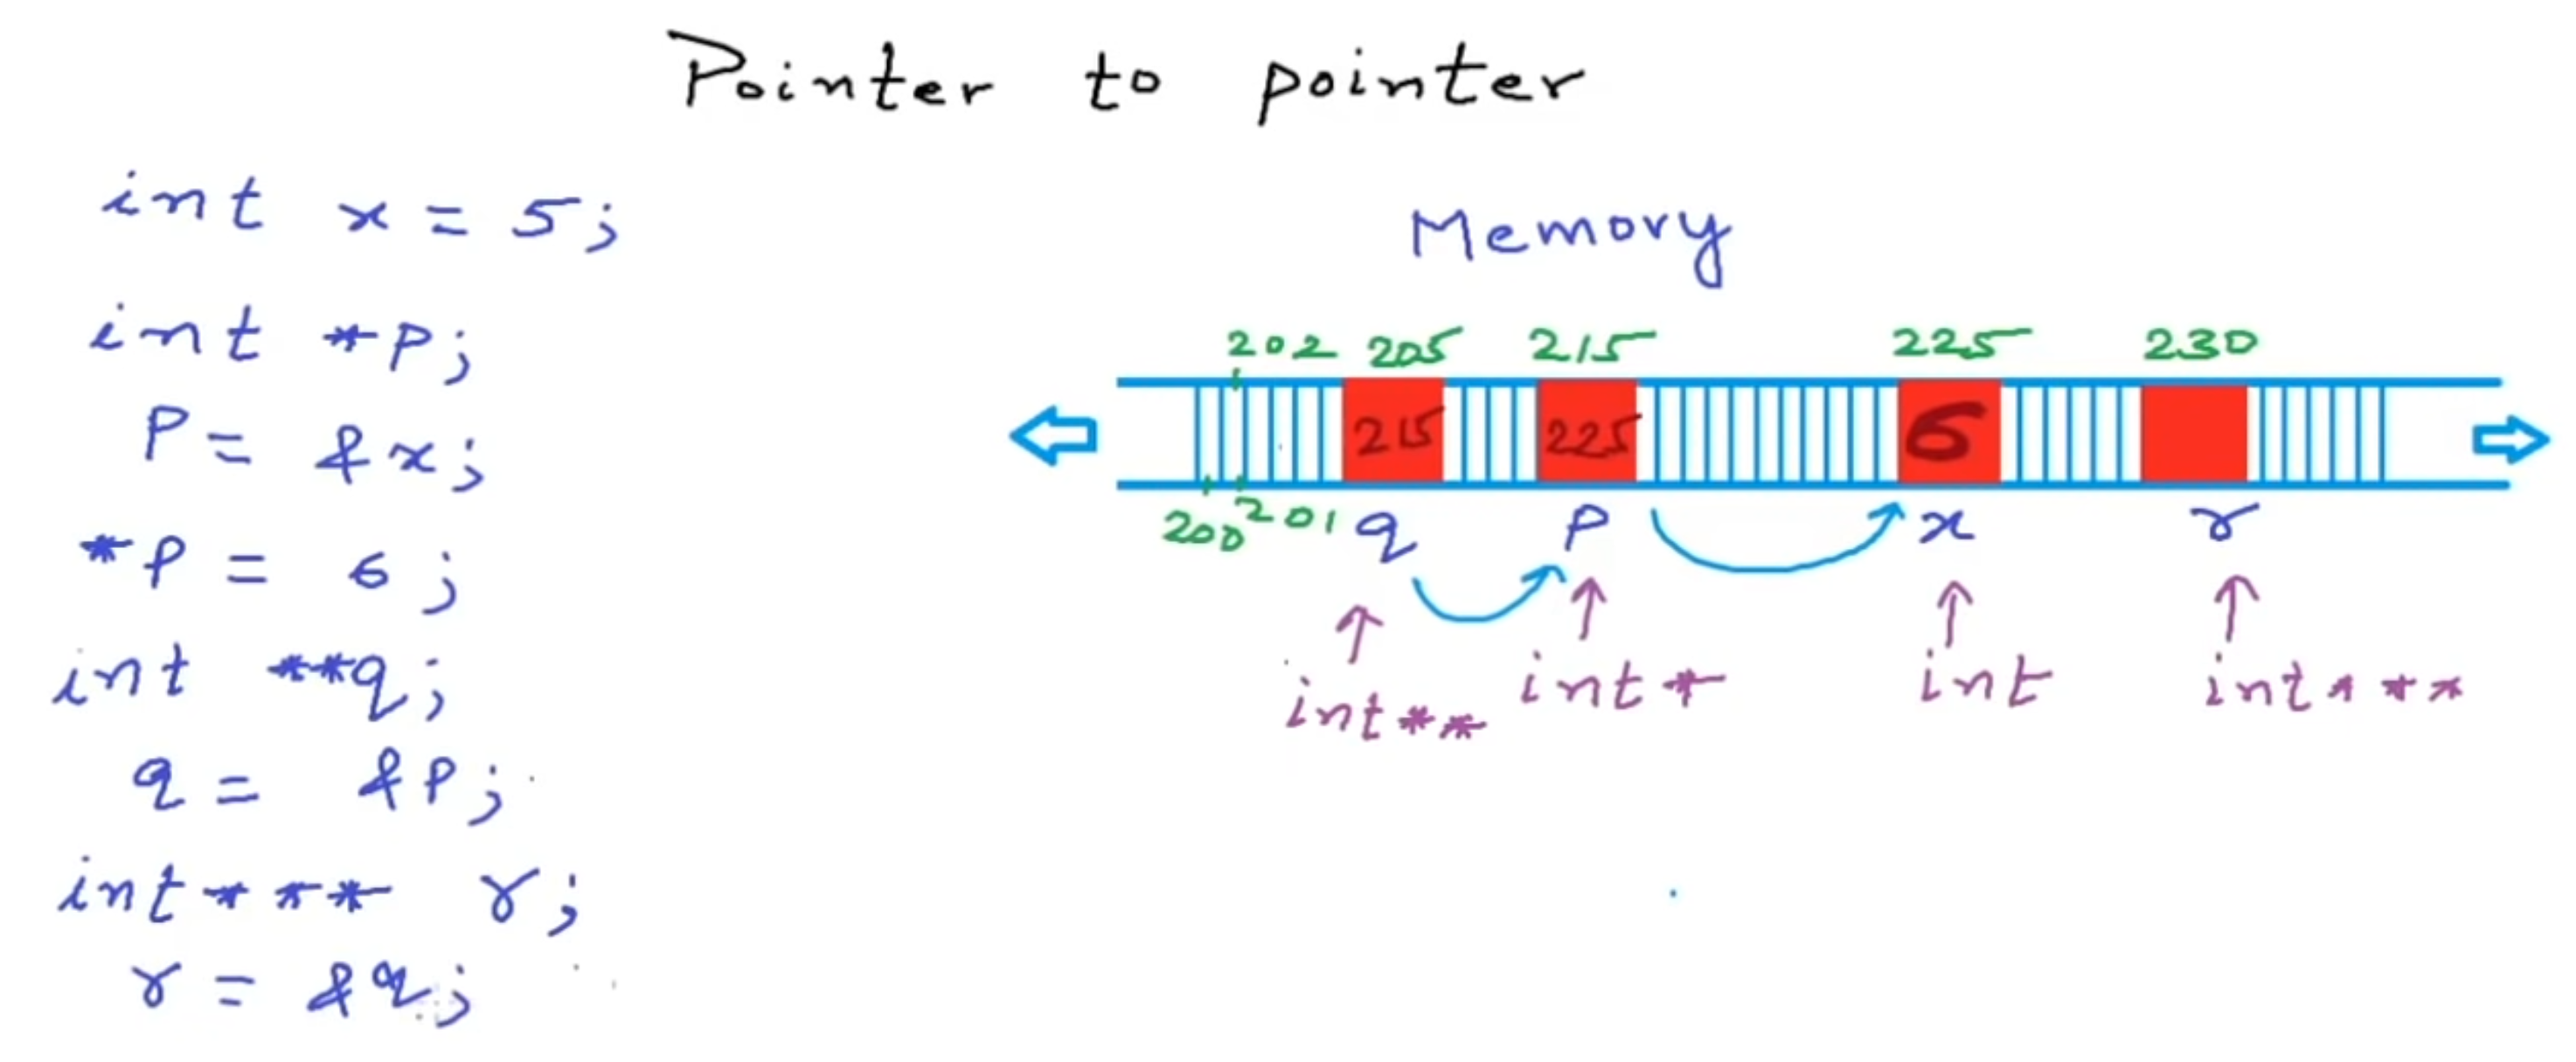 Pointer to pointer
int x = 5;
int *p;
P = &x;
*p = 6;
int **q;
q = &p;
int*** r;
r = &q;
Memory
202 205 215 225 230
215 225 6
200 201 q p x r
int** int* int int***